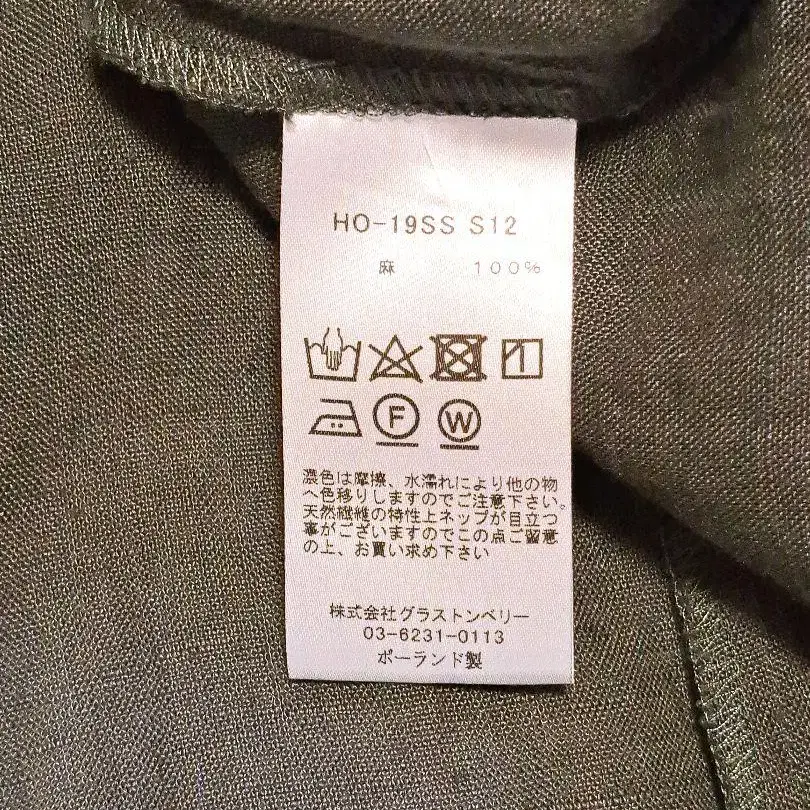 HO-19SS S12
麻 100%
F W
濃色は摩擦、水濡れにより他の物
へ色移りしますのでご注意下さい。
天然繊維の特性上ネップが目立つ
事がございますのでこの点ご留意
の上、お買い求め下さい
株式会社グラストンベリー
03-6231-0113
ポーランド製